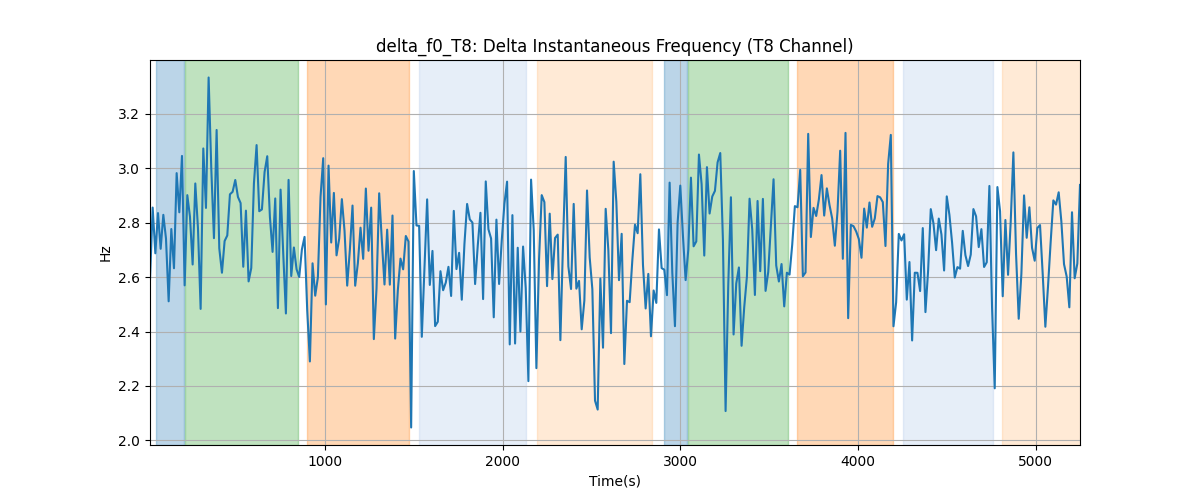 delta_f0_T8: Delta Instantaneous Frequency (T8 Channel)
3.2
3.0
2.8
2.6
2.4
2.2
2.0
Hz
1000 2000 3000 4000 5000
Time(s)